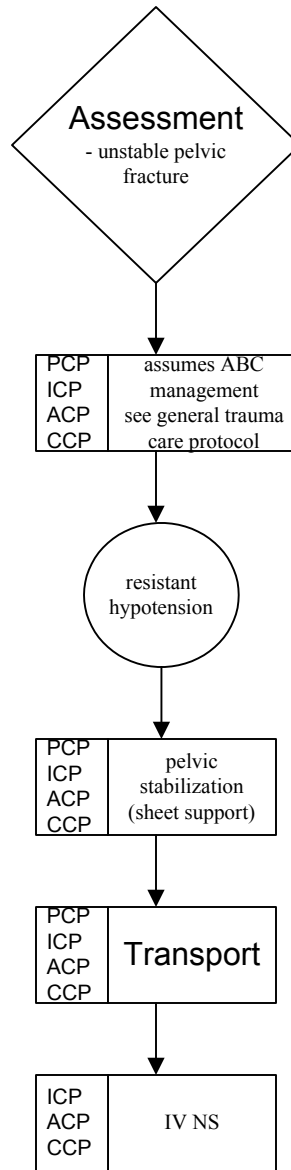 Assessment
- unstable pelvic
fracture
PCP
ICP
ACP
CCP
assumes ABC
management
see general trauma
care protocol
resistant
hypotension
PCP
ICP
ACP
CCP
pelvic
stabilization
(sheet support)
PCP
ICP
ACP
CCP
Transport
ICP
ACP
CCP
IV NS